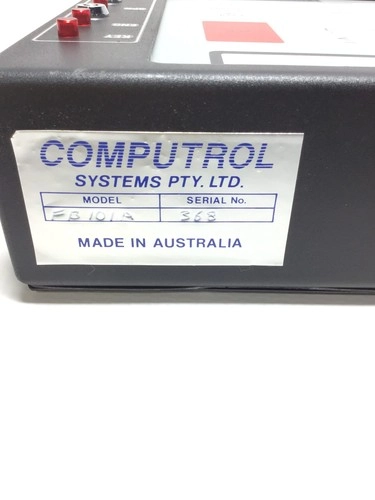 COMPUTROL
SYSTEMS PTY. LTD.
MODEL SERIAL No.
FB101A 368
MADE IN AUSTRALIA